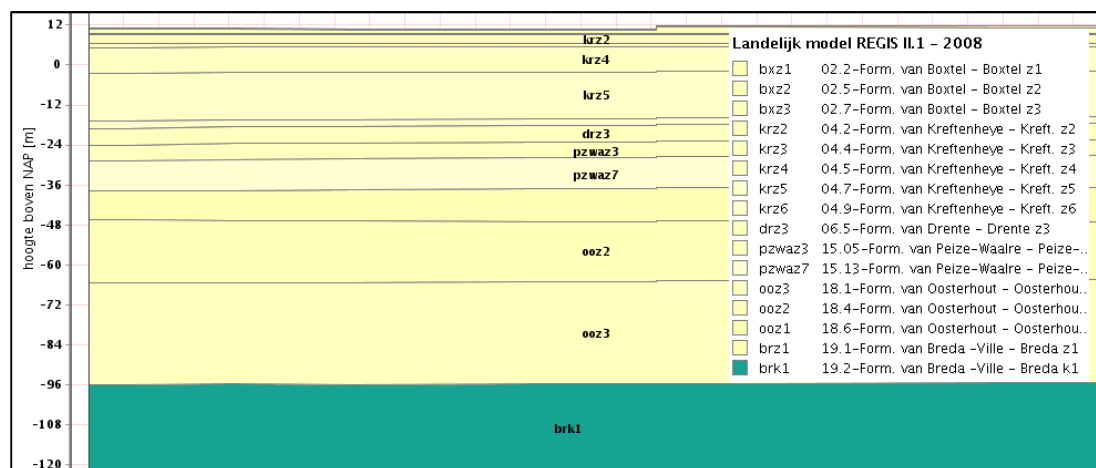 hoogte boven NAP [m]
12
0
-12
-24
-36
-48
-60
-72
-84
-96
-108
-120
krz2
krz4
krz5
drz3
pzwaz3
pzwaz7
ooz2
ooz3
brk1
Landelijk model REGIS II.1 - 2008
bxz1 02.2-Form. van Boxtel - Boxtel z1
bxz2 02.5-Form. van Boxtel - Boxtel z2
bxz3 02.7-Form. van Boxtel - Boxtel z3
krz2 04.2-Form. van Kreftenheye - Kreft. z2
krz3 04.4-Form. van Kreftenheye - Kreft. z3
krz4 04.5-Form. van Kreftenheye - Kreft. z4
krz5 04.7-Form. van Kreftenheye - Kreft. z5
krz6 04.9-Form. van Kreftenheye - Kreft. z6
drz3 06.5-Form. van Drente - Drente z3
pzwaz3 15.05-Form. van Peize-Waalre - Peize-..
pzwaz7 15.13-Form. van Peize-Waalre - Peize-..
ooz3 18.1-Form. van Oosterhout - Oosterhou..
ooz2 18.4-Form. van Oosterhout - Oosterhou..
ooz1 18.6-Form. van Oosterhout - Oosterhou..
brz1 19.1-Form. van Breda -Ville - Breda z1
brk1 19.2-Form. van Breda -Ville - Breda k1